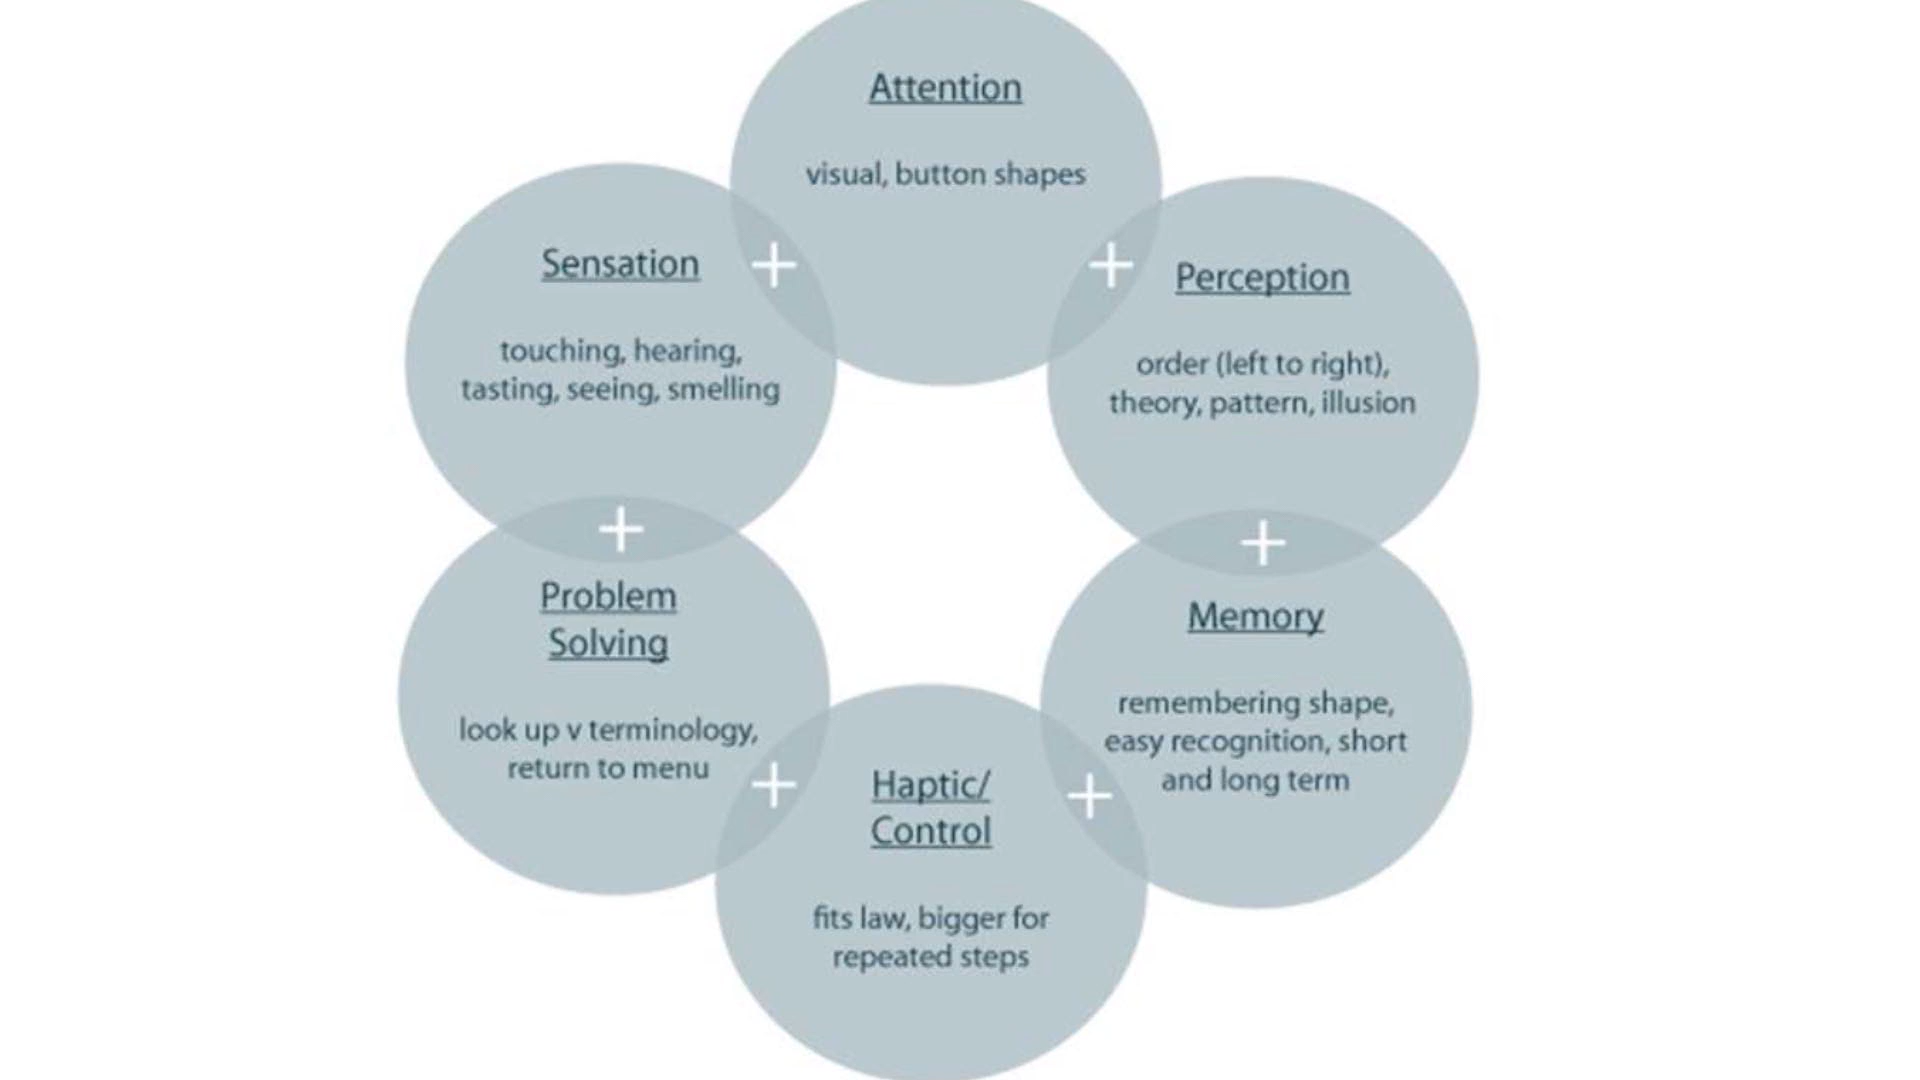 Attention
visual, button shapes
+
+
Sensation
touching, hearing,
tasting, seeing, smelling
Perception
order (left to right),
theory, pattern, illusion
+
+
Problem
Solving
look up v terminology,
return to menu
Memory
remembering shape,
easy recognition, short
and long term
+
+
Haptic/
Control
fits law, bigger for
repeated steps